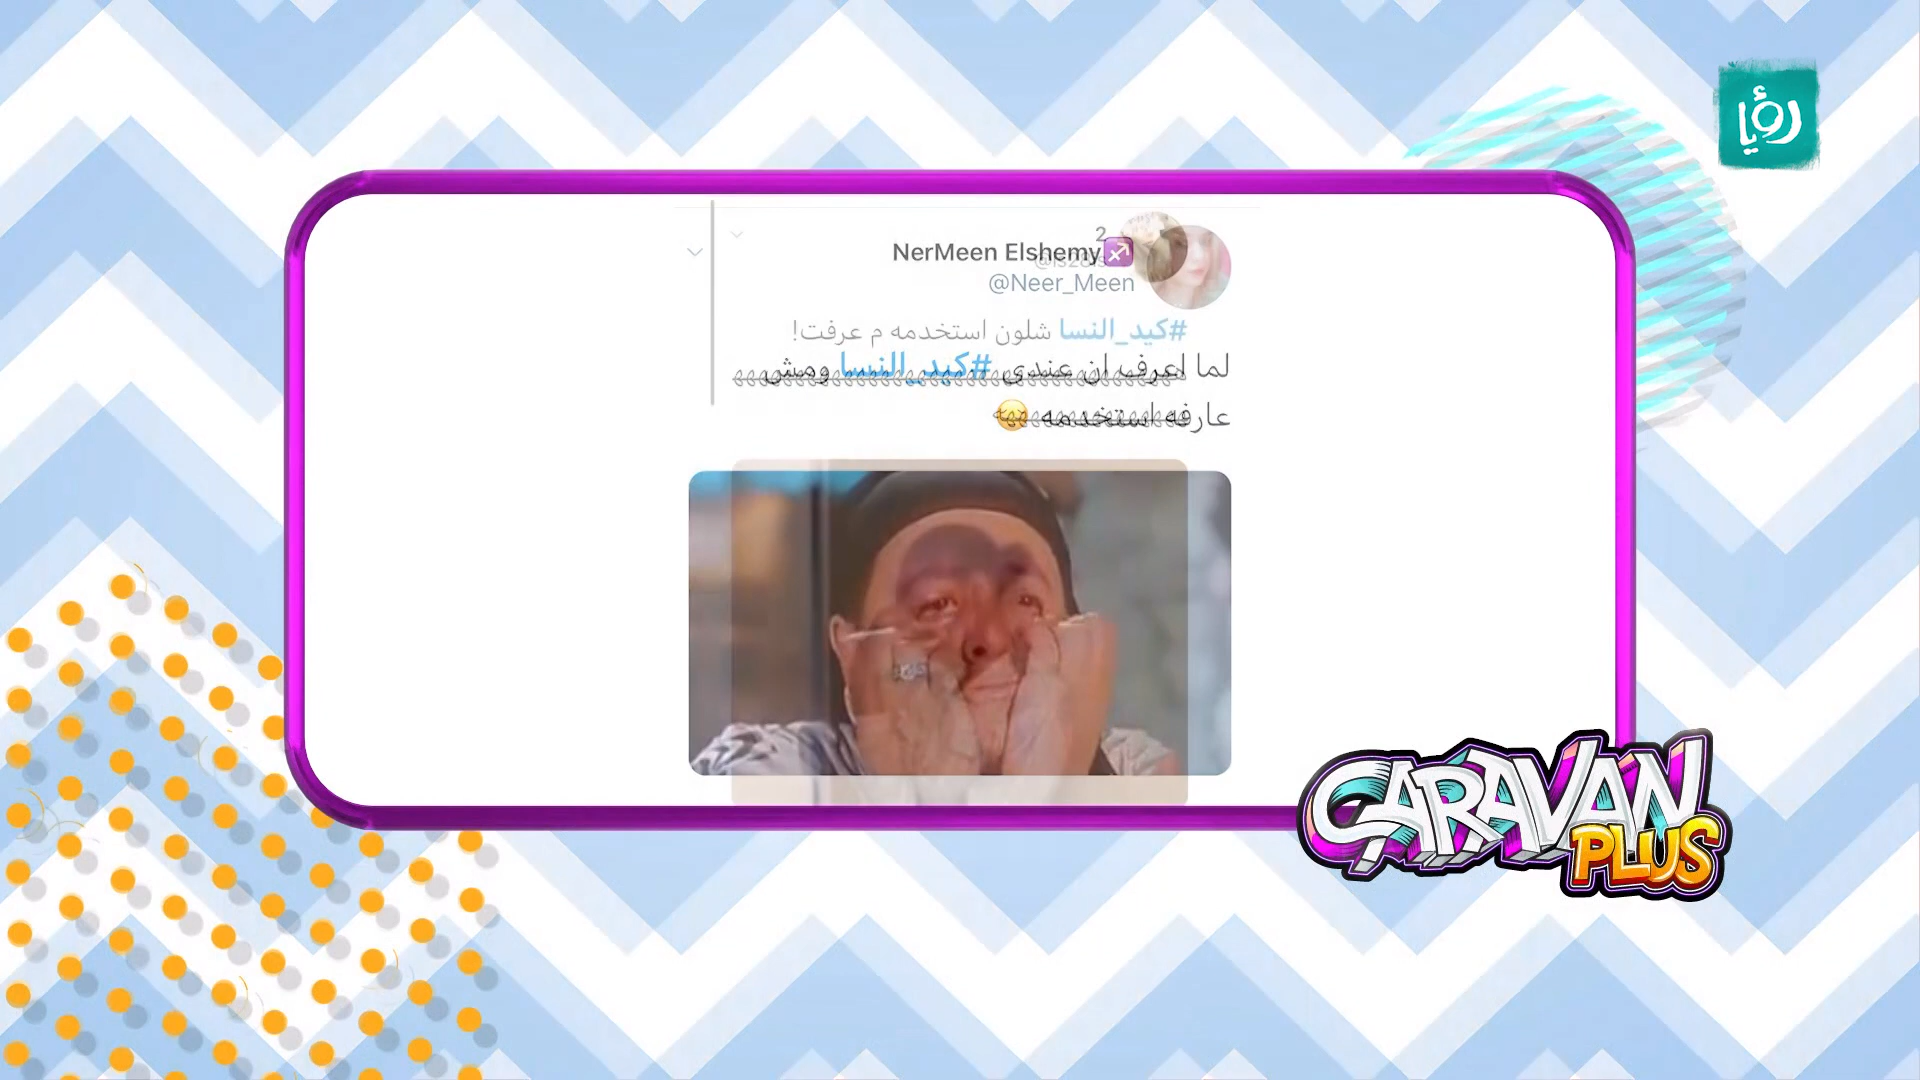 رؤيا
NerMeen Elshemy
@Neer_Meen
#كيد_النسا شلون استخدمه م عرفت!
لما اعرف ان عندي #كيد_النسا ومش
عارفه استخدمه
CARAVAN
PLUS